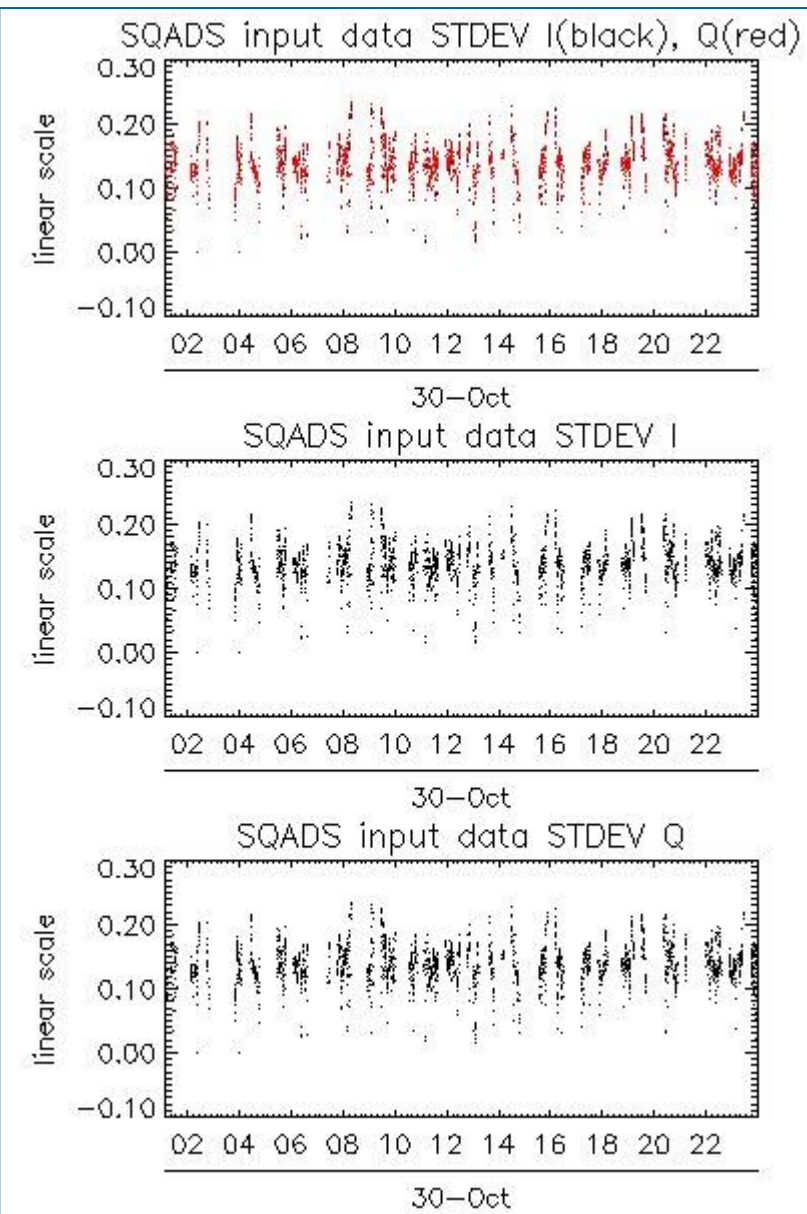 SQADS input data STDEV I(black), Q(red)
0.30
0.20
0.10
0.00
−0.10
linear scale
02 04 06 08 10 12 14 16 18 20 22
30−Oct
SQADS input data STDEV I
0.30
0.20
0.10
0.00
−0.10
linear scale
02 04 06 08 10 12 14 16 18 20 22
30−Oct
SQADS input data STDEV Q
0.30
0.20
0.10
0.00
−0.10
linear scale
02 04 06 08 10 12 14 16 18 20 22
30−Oct